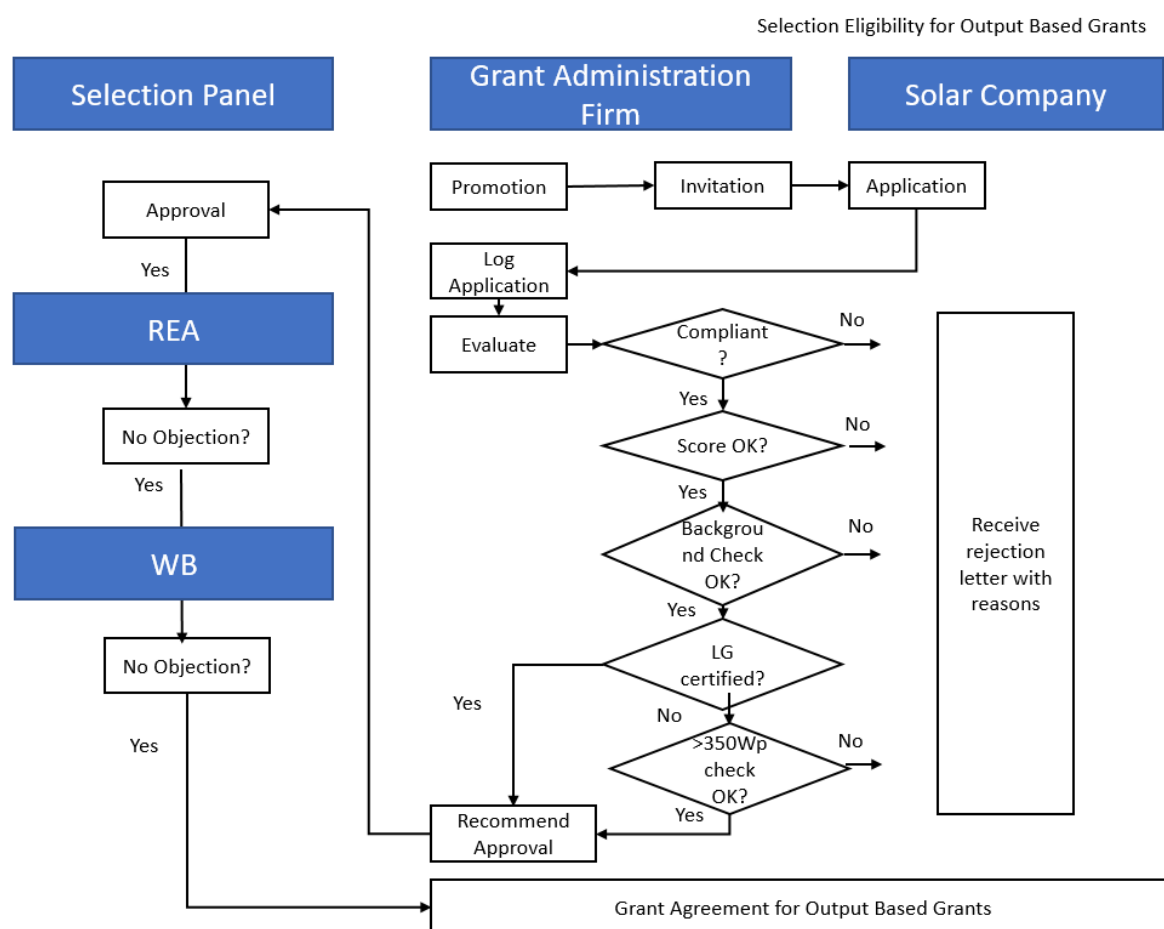 Selection Eligibility for Output Based Grants
Selection Panel
Grant Administration
Firm
Solar Company
Promotion
Invitation
Application
Approval
Log
Application
Yes
REA
Evaluate
Compliant
?
No
Yes
No Objection?
Score OK?
No
Yes
Yes
WB
Backgrou
nd Check
OK?
No
Receive
rejection
letter with
reasons
Yes
No Objection?
LG
certified?
Yes
No
Yes
>350Wp
check
OK?
No
Yes
Recommend
Approval
Grant Agreement for Output Based Grants